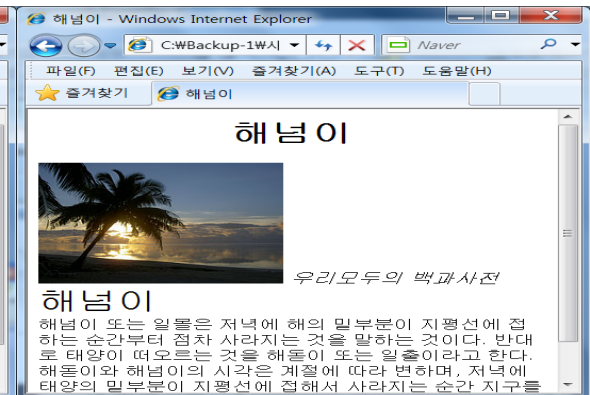 해넘이 - Windows Internet Explorer
C:₩Backup-1₩시
Naver
파일(F) 편집(E) 보기(V) 즐겨찾기(A) 도구(T) 도움말(H)
즐겨찾기 해넘이
해넘이
우리모두의 백과사전
해넘이
해넘이 또는 일몰은 저녁에 해의 밑부분이 지평선에 접
하는 순간부터 점차 사라지는 것을 말하는 것이다. 반대
로 태양이 떠오르는 것을 해돋이 또는 일출이라고 한다.
해돋이와 해넘이의 시각은 계절에 따라 변하며, 저녁에
태양의 밑부분이 지평선에 접해서 사라지는 순간 지구를